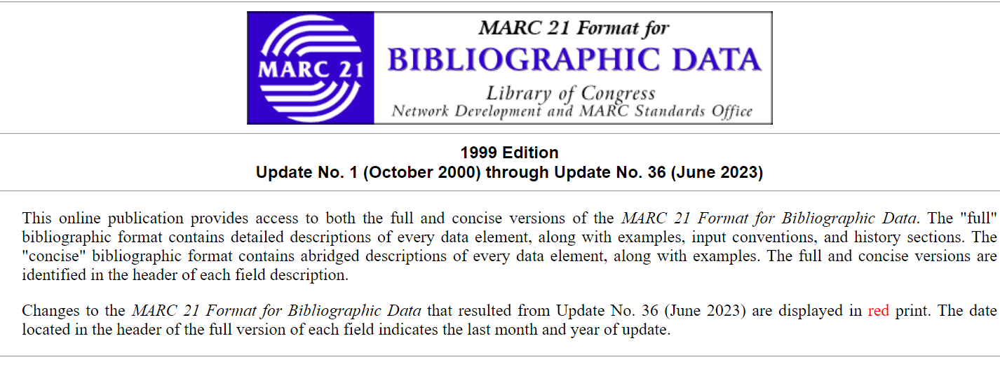 MARC 21
MARC 21 Format for
BIBLIOGRAPHIC DATA
Library of Congress
Network Development and MARC Standards Office
1999 Edition
Update No. 1 (October 2000) through Update No. 36 (June 2023)
This online publication provides access to both the full and concise versions of the MARC 21 Format for Bibliographic Data. The "full"
bibliographic format contains detailed descriptions of every data element, along with examples, input conventions, and history sections. The
"concise" bibliographic format contains abridged descriptions of every data element, along with examples. The full and concise versions are
identified in the header of each field description.
Changes to the MARC 21 Format for Bibliographic Data that resulted from Update No. 36 (June 2023) are displayed in red print. The date
located in the header of the full version of each field indicates the last month and year of update.